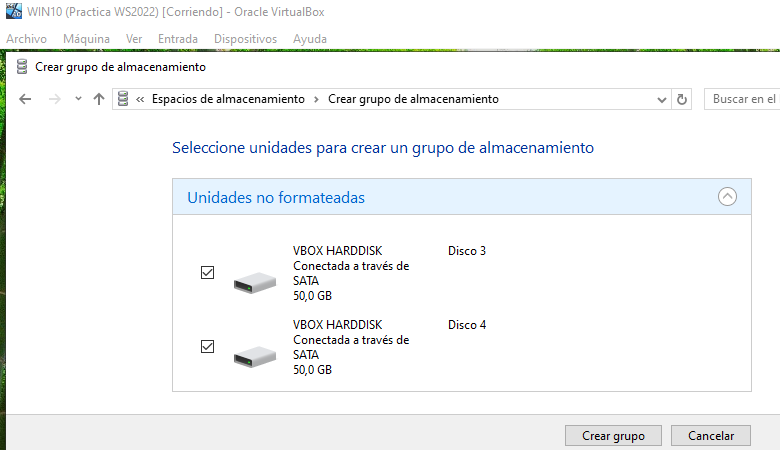 WIN10 (Practica WS2022) [Corriendo] - Oracle VirtualBox
Archivo Máquina Ver Entrada Dispositivos Ayuda
Crear grupo de almacenamiento
« Espacios de almacenamiento › Crear grupo de almacenamiento Buscar en el
Seleccione unidades para crear un grupo de almacenamiento
Unidades no formateadas
VBOX HARDDISK Disco 3
Conectada a través de
SATA
50,0 GB
VBOX HARDDISK Disco 4
Conectada a través de
SATA
50,0 GB
Crear grupo Cancelar